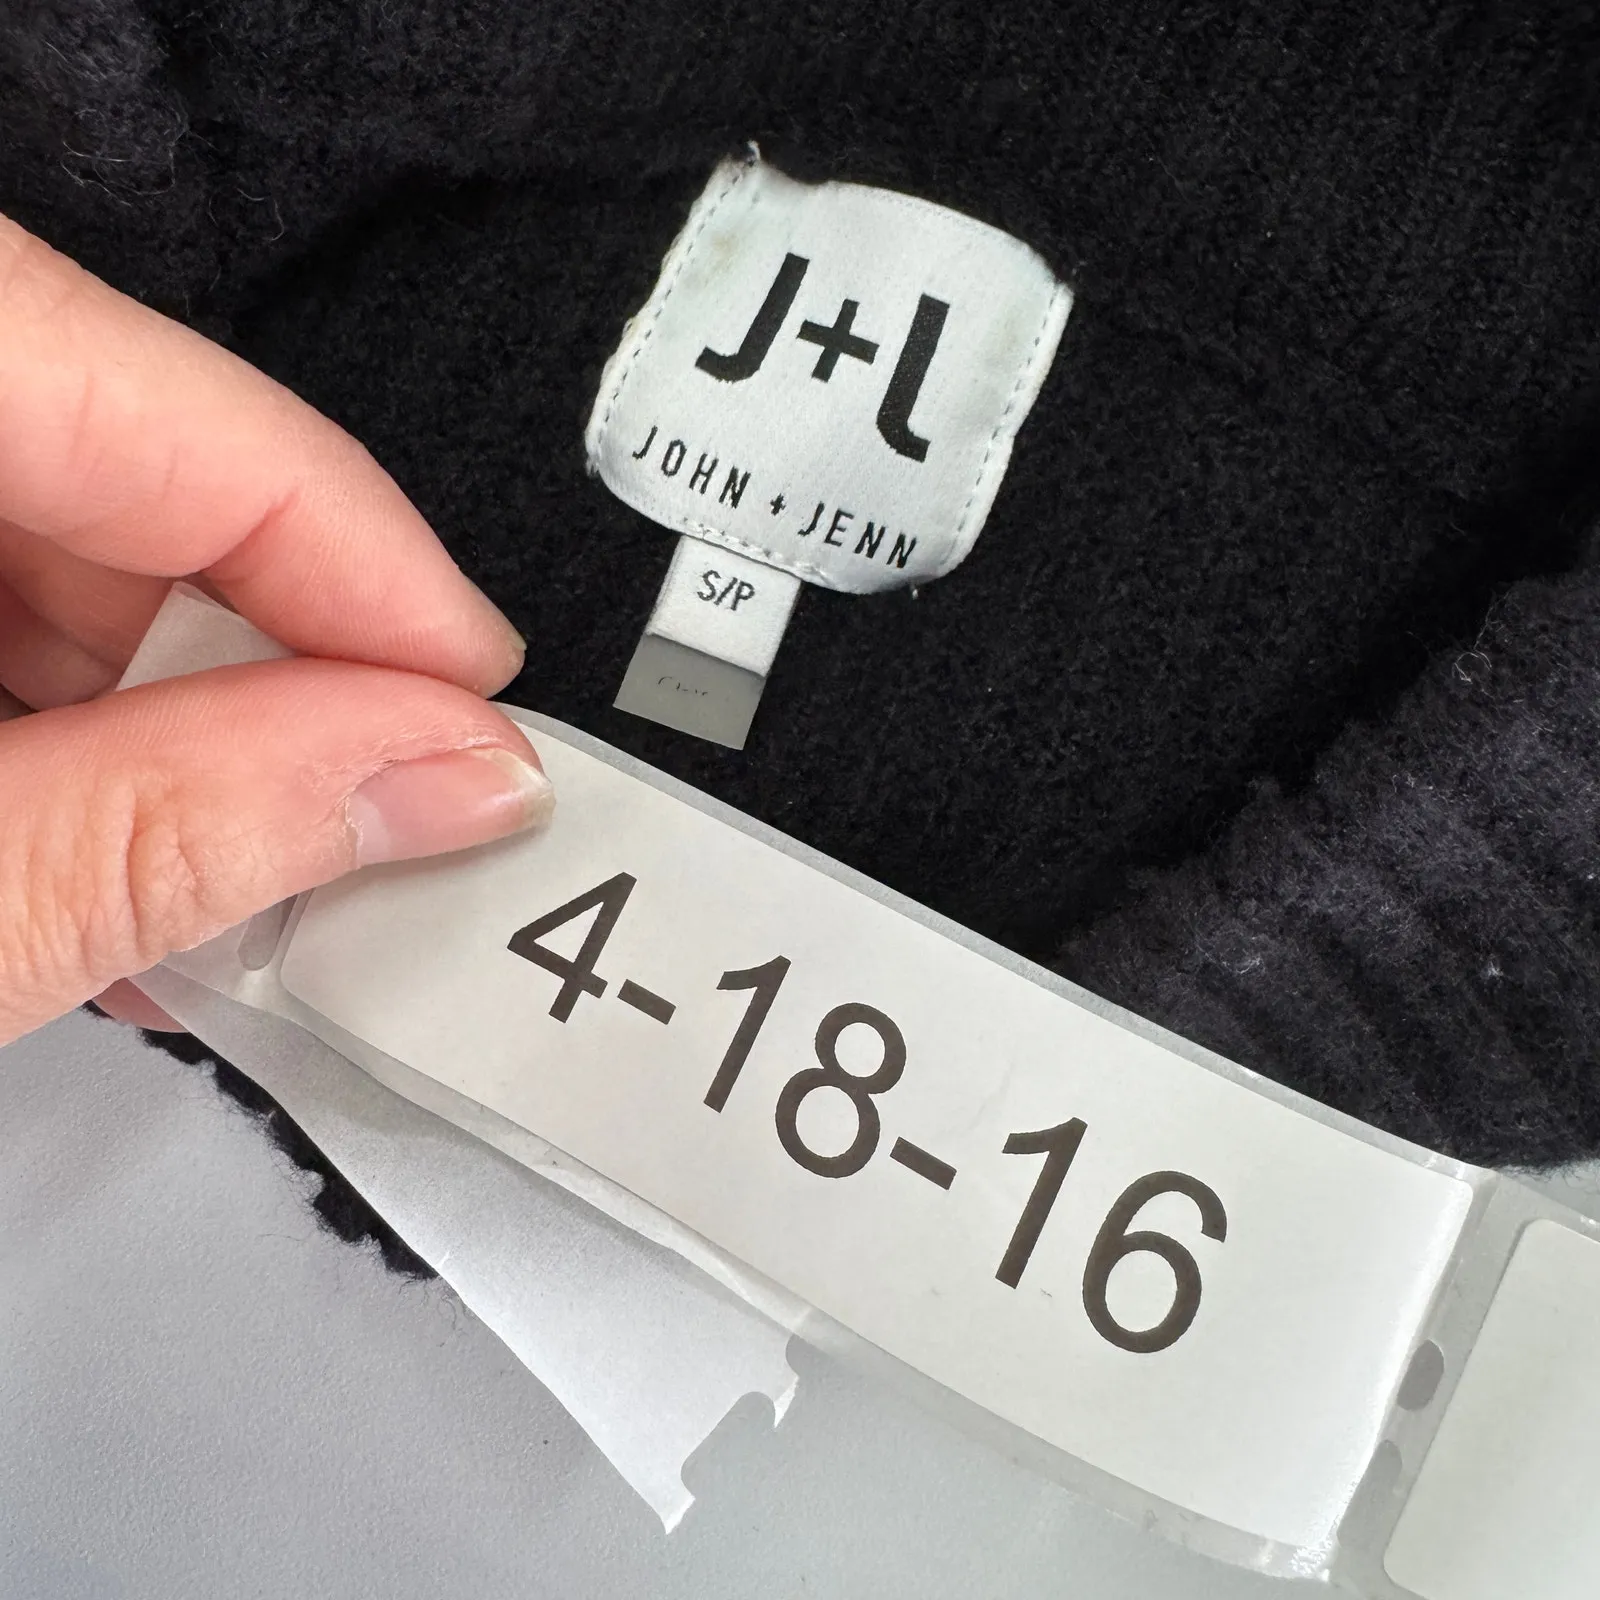 J+J
JOHN + JENN
S/P
4-18-16